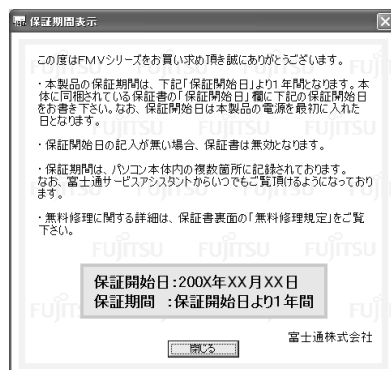 保証期間表示
この度はFMVシリーズをお買い求め頂き誠にありがとうございます。
・本製品の保証期間は、下記「保証開始日」より1年間となります。本
体に同梱されている保証書の「保証開始日」欄に下記の保証開始日
をお書き下さい。なお、保証開始日は本製品の電源を最初に入れた
日となります。
・保証開始日の記入が無い場合、保証書は無効となります。
・保証期間は、パソコン本体内の複数箇所に記録されております。
なお、富士通サービスアシスタントからいつでもご覧頂けるようになっており
ます。
・無料修理に関する詳細は、保証書裏面の「無料修理規定」をご覧
下さい。
保証開始日:200X年XX月XX日
保証期間 :保証開始日より1年間
富士通株式会社
閉じる